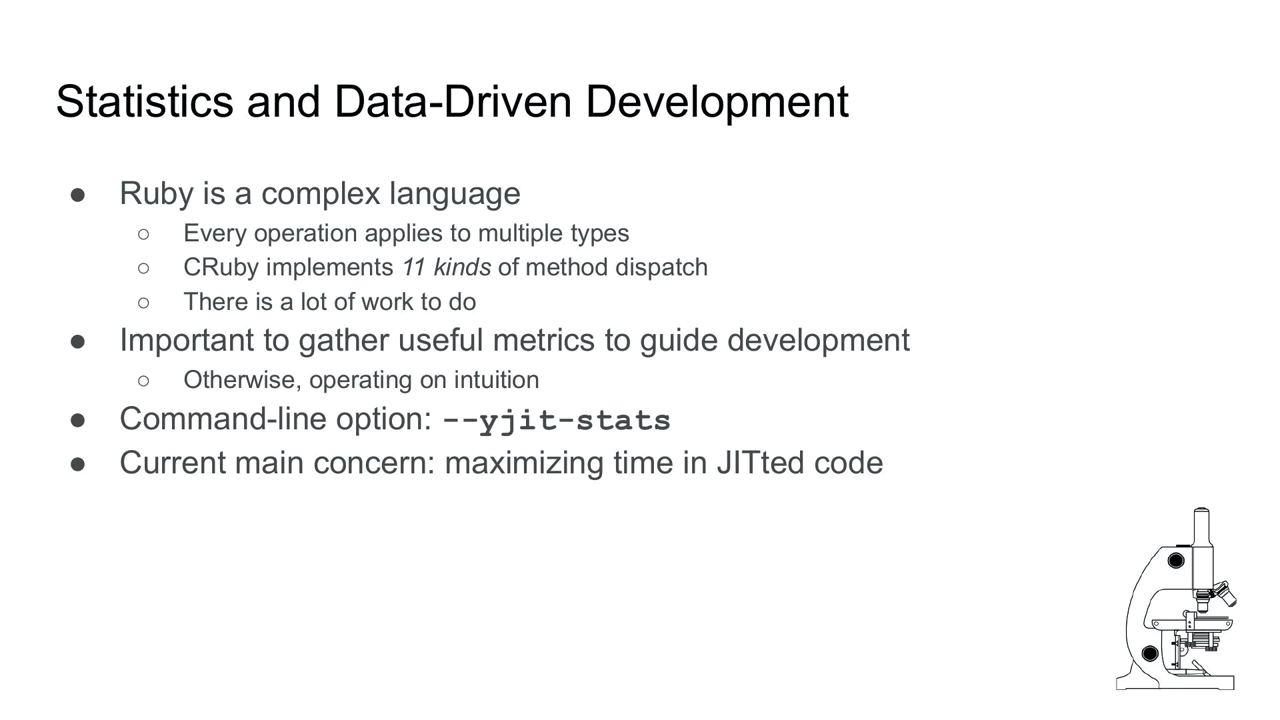 Statistics and Data-Driven Development
● Ruby is a complex language
○ Every operation applies to multiple types
○ CRuby implements 11 kinds of method dispatch
○ There is a lot of work to do
● Important to gather useful metrics to guide development
○ Otherwise, operating on intuition
● Command-line option: --yjit-stats
● Current main concern: maximizing time in JITted code